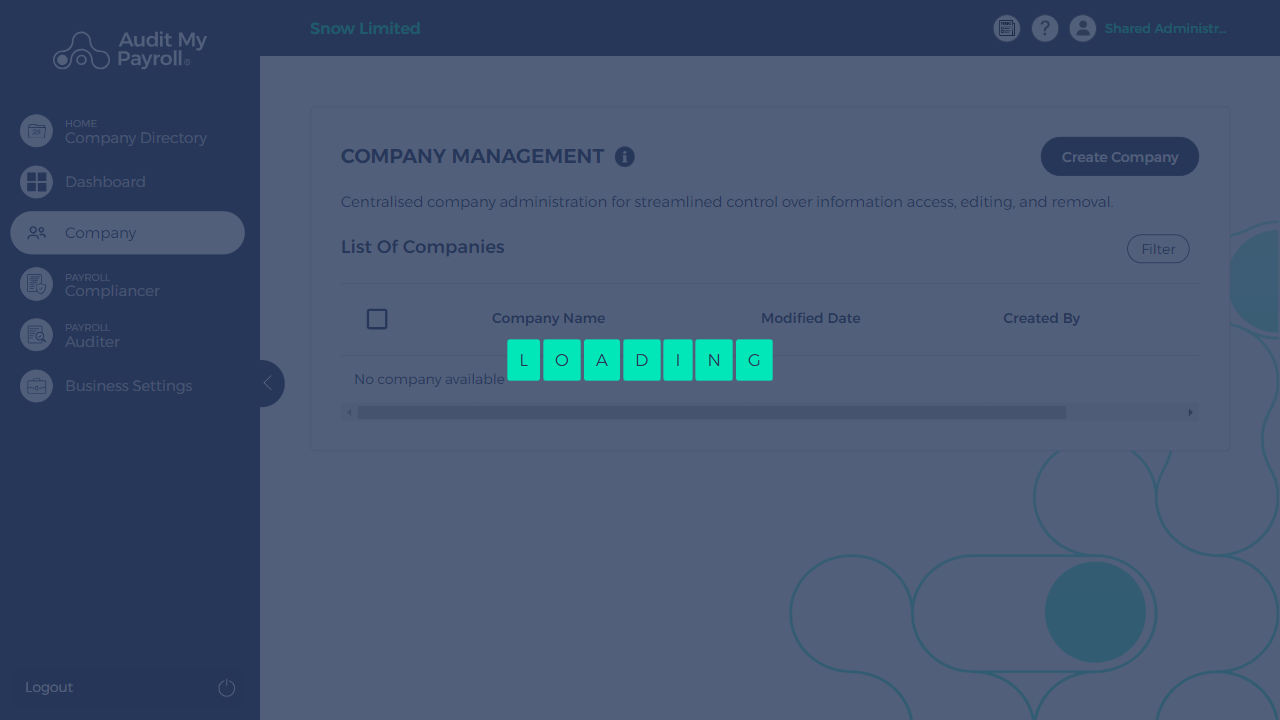 Audit My
Payroll®
HOME
Company Directory
Dashboard
Company
PAYROLL
Compliancer
PAYROLL
Auditer
Business Settings
Logout
Snow Limited
?
Shared Administr...
COMPANY MANAGEMENT
Create Company
Centralised company administration for streamlined control over information access, editing, and removal.
List Of Companies
Filter
Company Name Modified Date Created By
LOADING
No company available